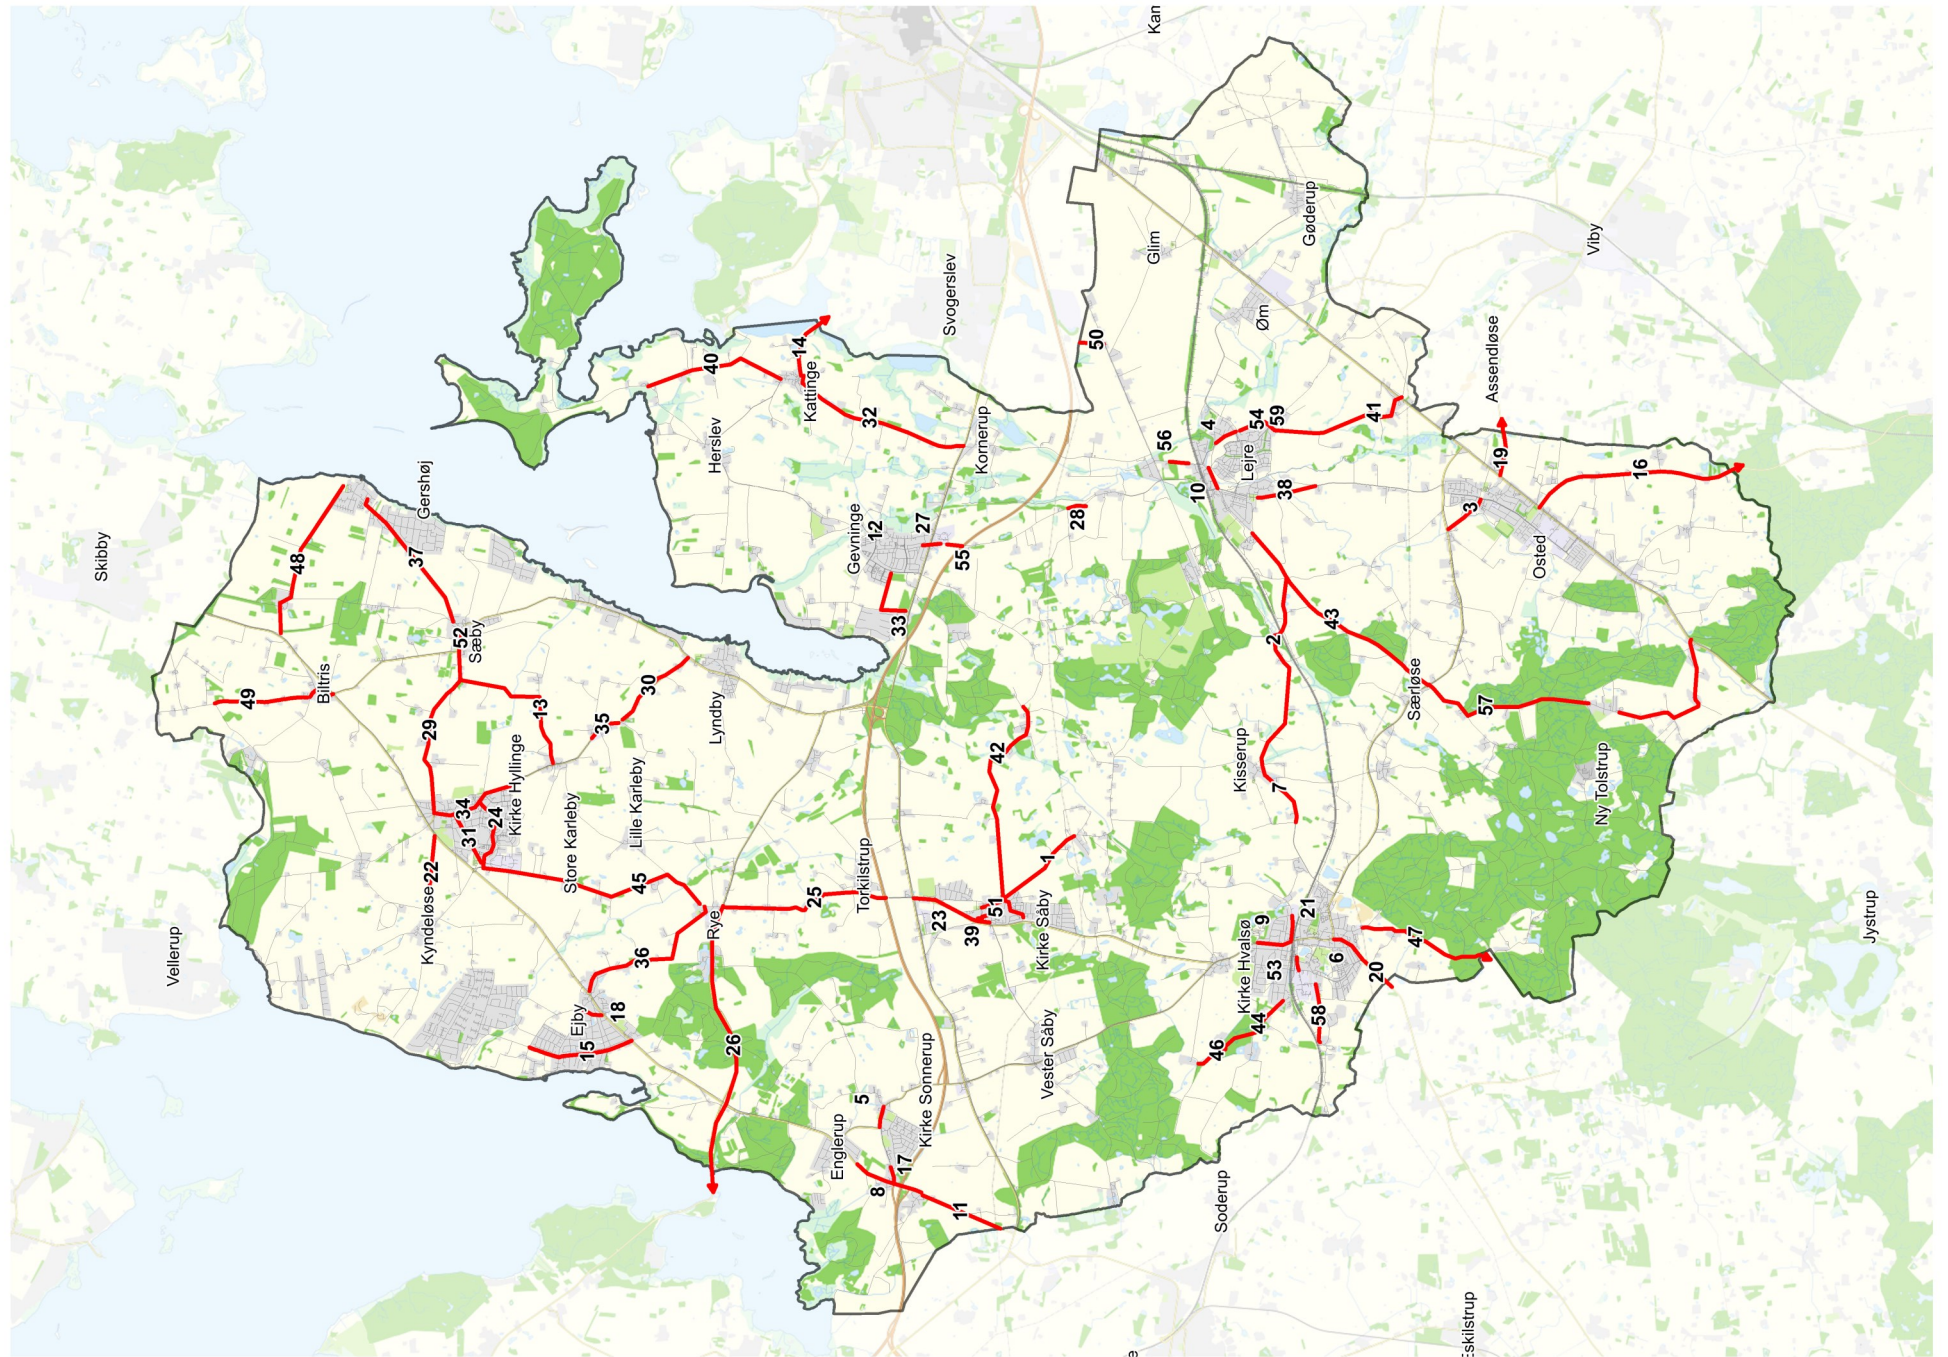 Skibby
Vellerup
Gershøj
48
37
49
Biltris
52
Sæby
29
13
30
35
Lyndby
34
24
31
Kirke Hyllinge
22
Kyndeløse
Store Karleby
Lille Karleby
45
Rye
36
25
Torkilstrup
26
15
Ejby
18
40
14
Kattinge
32
Herslev
Kornerup
Svogerslev
Gevninge
12
27
55
33
28
42
1
51
23
39
Kirke Såby
5
Kirke Sonnerup
Englerup
17
8
11
Vester Såby
50
Glim
Gøderup
Øm
Kan
Viby
Assendløse
56
4
54
59
41
Lejre
10
38
19
16
3
Osted
2
43
Kisserup
7
Særløse
57
Ny Tolstrup
Kirke Hvalsø
9
21
53
6
47
20
58
44
46
Soderup
Jystrup
Eskilstrup
e